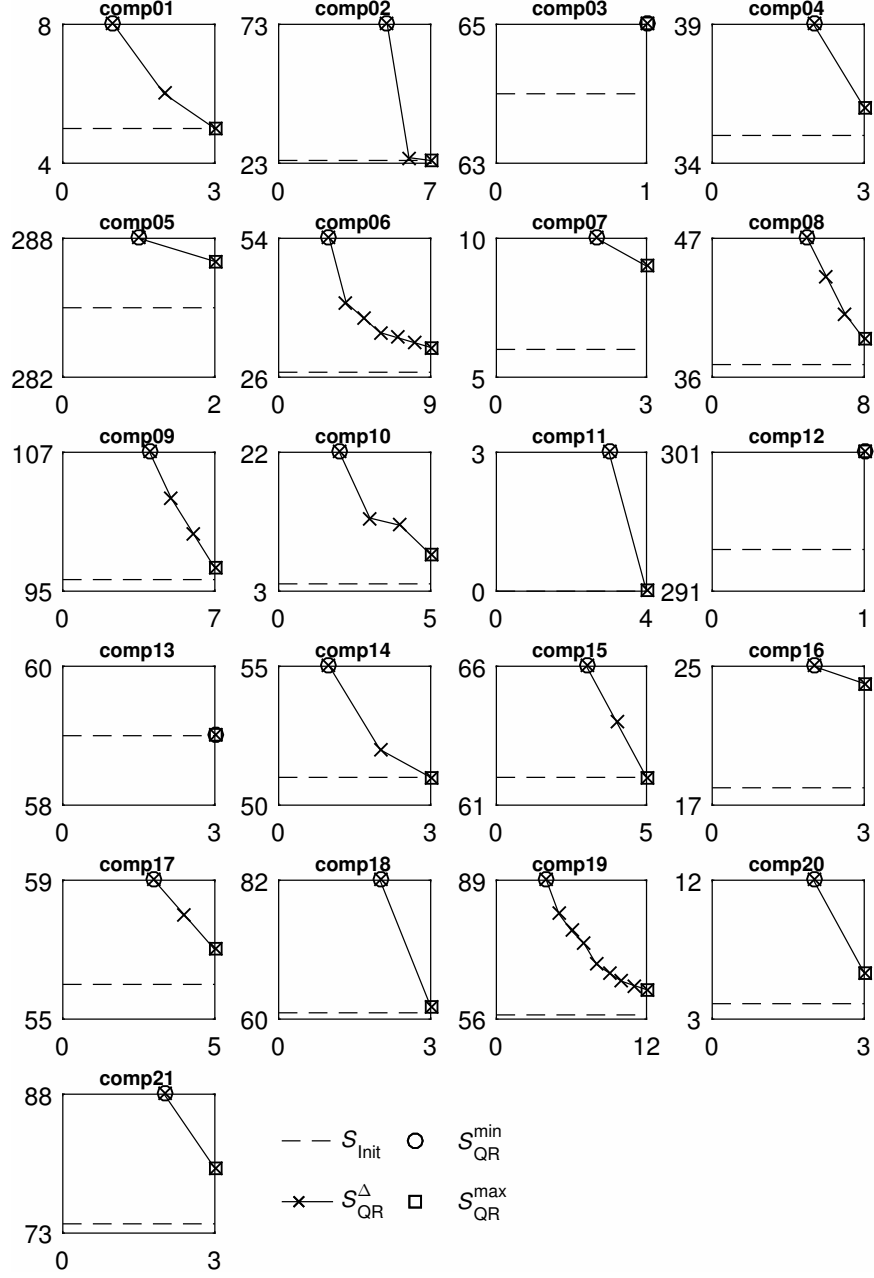 comp01 comp02 comp03 comp04
8 73 65 39
4 23 63 34
0 3 0 7 0 1 0 3
comp05 comp06 comp07 comp08
288 54 10 47
282 26 5 36
0 2 0 9 0 3 0 8
comp09 comp10 comp11 comp12
107 22 3 301
95 3 0 291
0 7 0 5 0 4 0 1
comp13 comp14 comp15 comp16
60 55 66 25
58 50 61 17
0 3 0 3 0 5 0 3
comp17 comp18 comp19 comp20
59 82 89 12
55 60 56 3
0 5 0 3 0 12 0 3
comp21
88
73
0 3
S_Init S_QR^min
S_QR^Δ S_QR^max